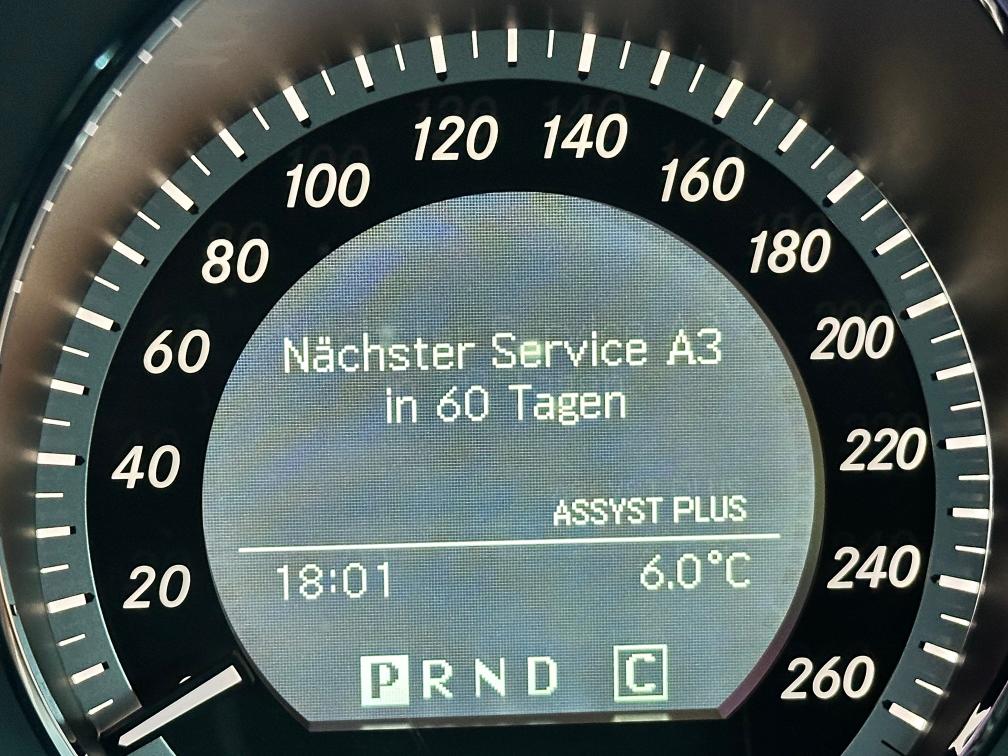 120 140
100 160
80 180
60 200
40 220
20 240
260
Nächster Service A3
in 60 Tagen
ASSYST PLUS
18:01 6.0°C
P R N D C